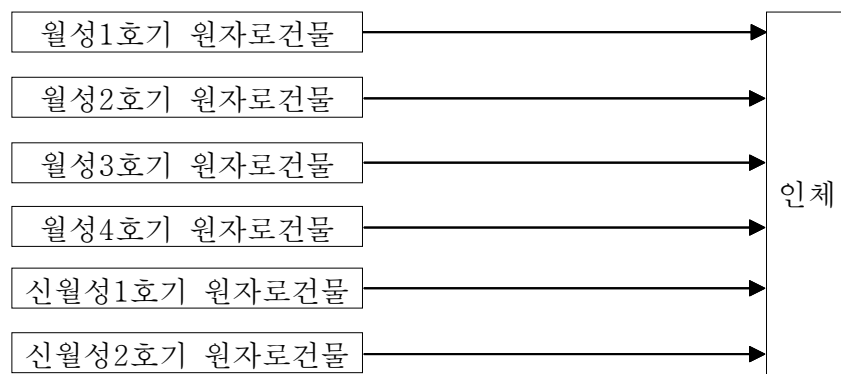 월성1호기 원자로건물
월성2호기 원자로건물
월성3호기 원자로건물
월성4호기 원자로건물
신월성1호기 원자로건물
신월성2호기 원자로건물
인체